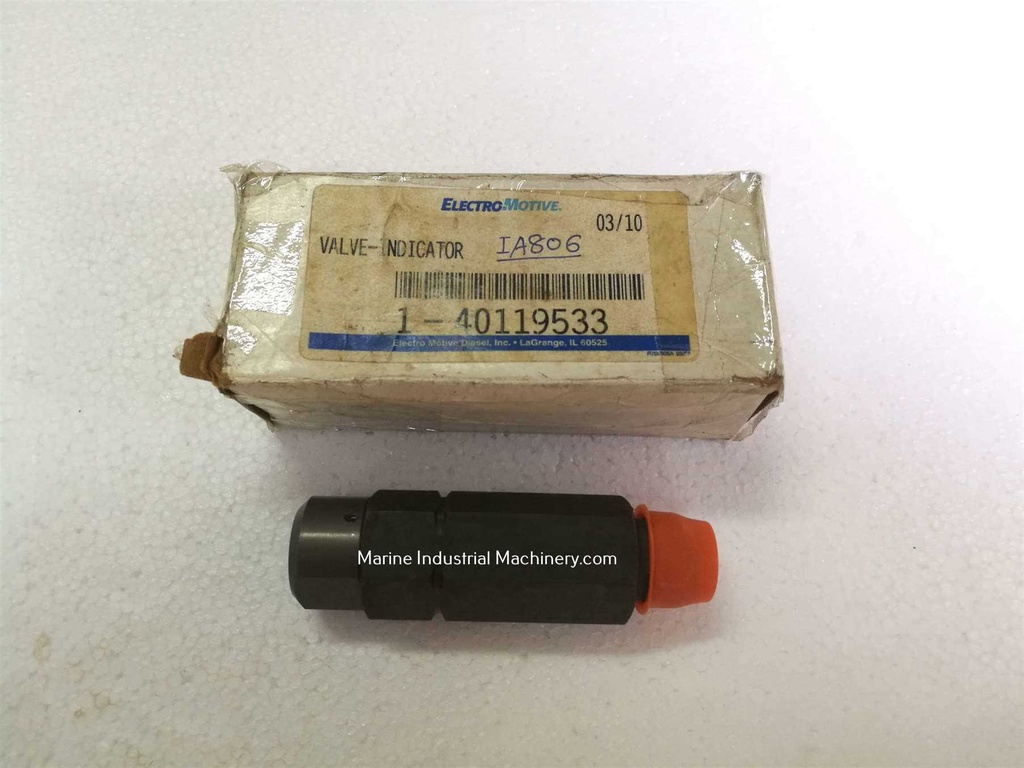 ELECTRO-MOTIVE.
03/10
VALVE-INDICATOR IA806
1-40119533
Electro Motive Diesel, Inc. • LaGrange, IL 60525
Marine Industrial Machinery.com